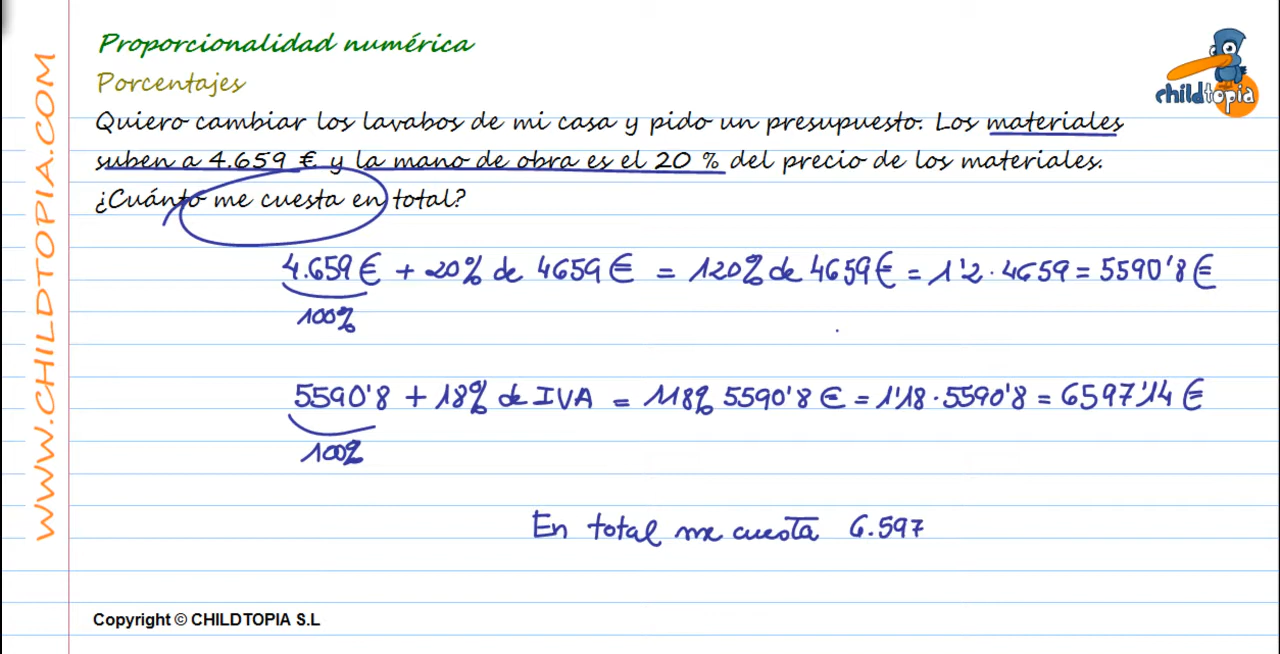 Proporcionalidad numérica
Porcentajes
childtopia
Quiero cambiar los lavabos de mi casa y pido un presupuesto. Los materiales
suben a 4.659 € y la mano de obra es el 20 % del precio de los materiales.
¿Cuánto me cuesta en total?
4.659 € + 20% de 4659 € = 120% de 4659 € = 1'2 · 4659 = 5590'8 €
100%
5590'8 + 18% de IVA = 118% 5590'8 € = 1'18 · 5590'8 = 6597'14 €
100%
En total me cuesta 6.597
Copyright © CHILDTOPIA S.L
WWW.CHILDTOPIA.COM